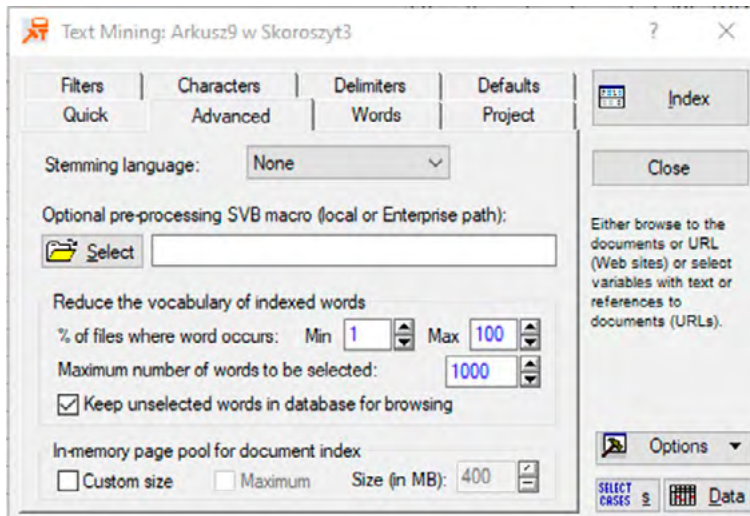 Text Mining: Arkusz9 w Skoroszyt3
Filters Characters Delimiters Defaults
Quick Advanced Words Project
Stemming language: None
Optional pre-processing SVB macro (local or Enterprise path):
Select
Reduce the vocabulary of indexed words
% of files where word occurs: Min 1 Max 100
Maximum number of words to be selected: 1000
Keep unselected words in database for browsing
In-memory page pool for document index
Custom size Maximum Size (in MB): 400
Index
Close
Either browse to the
documents or URL
(Web sites) or select
variables with text or
references to
documents (URLs).
Options
SELECT
CASES S Data